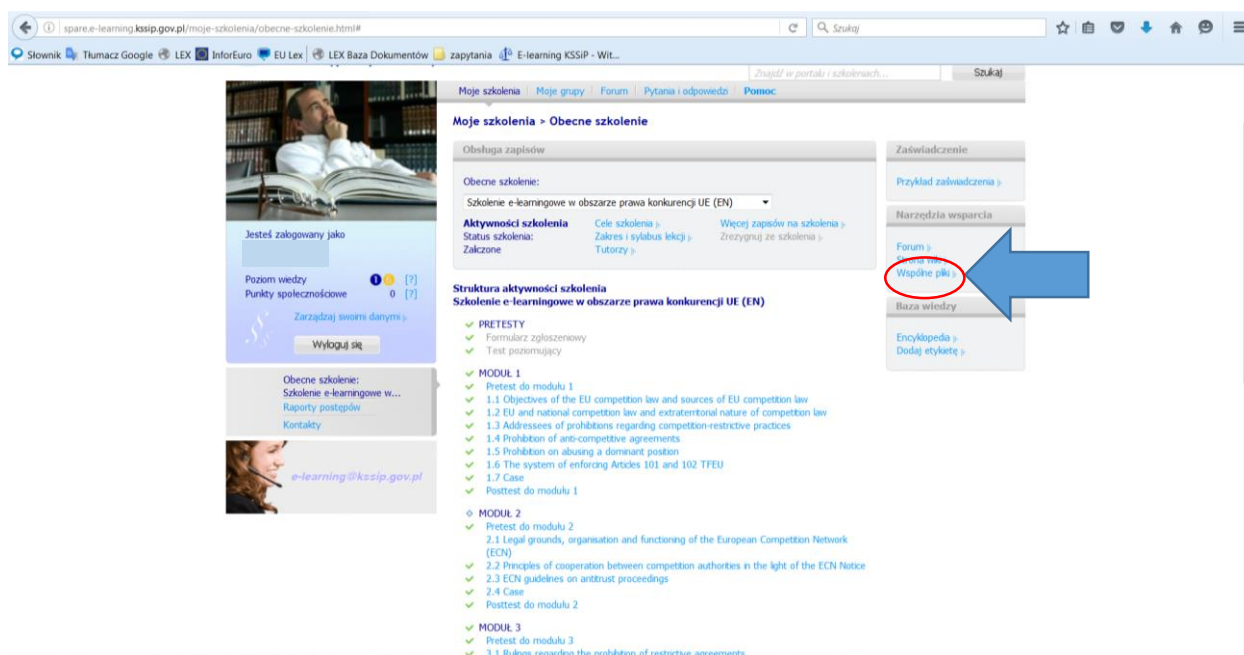 spare.e-learning.kssip.gov.pl/moje-szkolenia/obecne-szkolenie.html#
Szukaj
Słownik Tłumacz Google LEX InforEuro EU Lex LEX Baza Dokumentów zapytania E-learning KSSiP - Wit...
Znajdź w portalu i szkoleniach... Szukaj
Moje szkolenia Moje grupy Forum Pytania i odpowiedzi Pomoc
Moje szkolenia > Obecne szkolenie
Obsługa zapisów
Obecne szkolenie:
Szkolenie e-learningowe w obszarze prawa konkurencji UE (EN)
Aktywności szkolenia Cele szkolenia Więcej zapisów na szkolenia
Status szkolenia: Zakres i sylabus lekcji Zrezygnuj ze szkolenia
Zaliczone Tutorzy
Zaświadczenie
Przykład zaświadczenia
Narzędzia wsparcia
Forum
Strona wiki
Wspólne pliki
Baza wiedzy
Encyklopedia
Dodaj etykietę
Jesteś zalogowany jako
Poziom wiedzy 1 [?]
Punkty społecznościowe 0 [?]
Zarządzaj swoimi danymi
Wyloguj się
Obecne szkolenie:
Szkolenie e-learningowe w...
Raporty postępów
Kontakty
e-learning@kssip.gov.pl
Struktura aktywności szkolenia
Szkolenie e-learningowe w obszarze prawa konkurencji UE (EN)
PRETESTY
Formularz zgłoszeniowy
Test poziomujący
MODUŁ 1
Pretest do modułu 1
1.1 Objectives of the EU competition law and sources of EU competition law
1.2 EU and national competition law and extraterritorial nature of competition law
1.3 Addressees of prohibitions regarding competition-restrictive practices
1.4 Prohibition of anti-competitive agreements
1.5 Prohibition on abusing a dominant position
1.6 The system of enforcing Articles 101 and 102 TFEU
1.7 Case
Posttest do modułu 1
MODUŁ 2
Pretest do modułu 2
2.1 Legal grounds, organisation and functioning of the European Competition Network
(ECN)
2.2 Principles of cooperation between competition authorities in the light of the ECN Notice
2.3 ECN guidelines on antitrust proceedings
2.4 Case
Posttest do modułu 2
MODUŁ 3
Pretest do modułu 3
3.1 Rulings regarding the prohibition of restrictive agreements